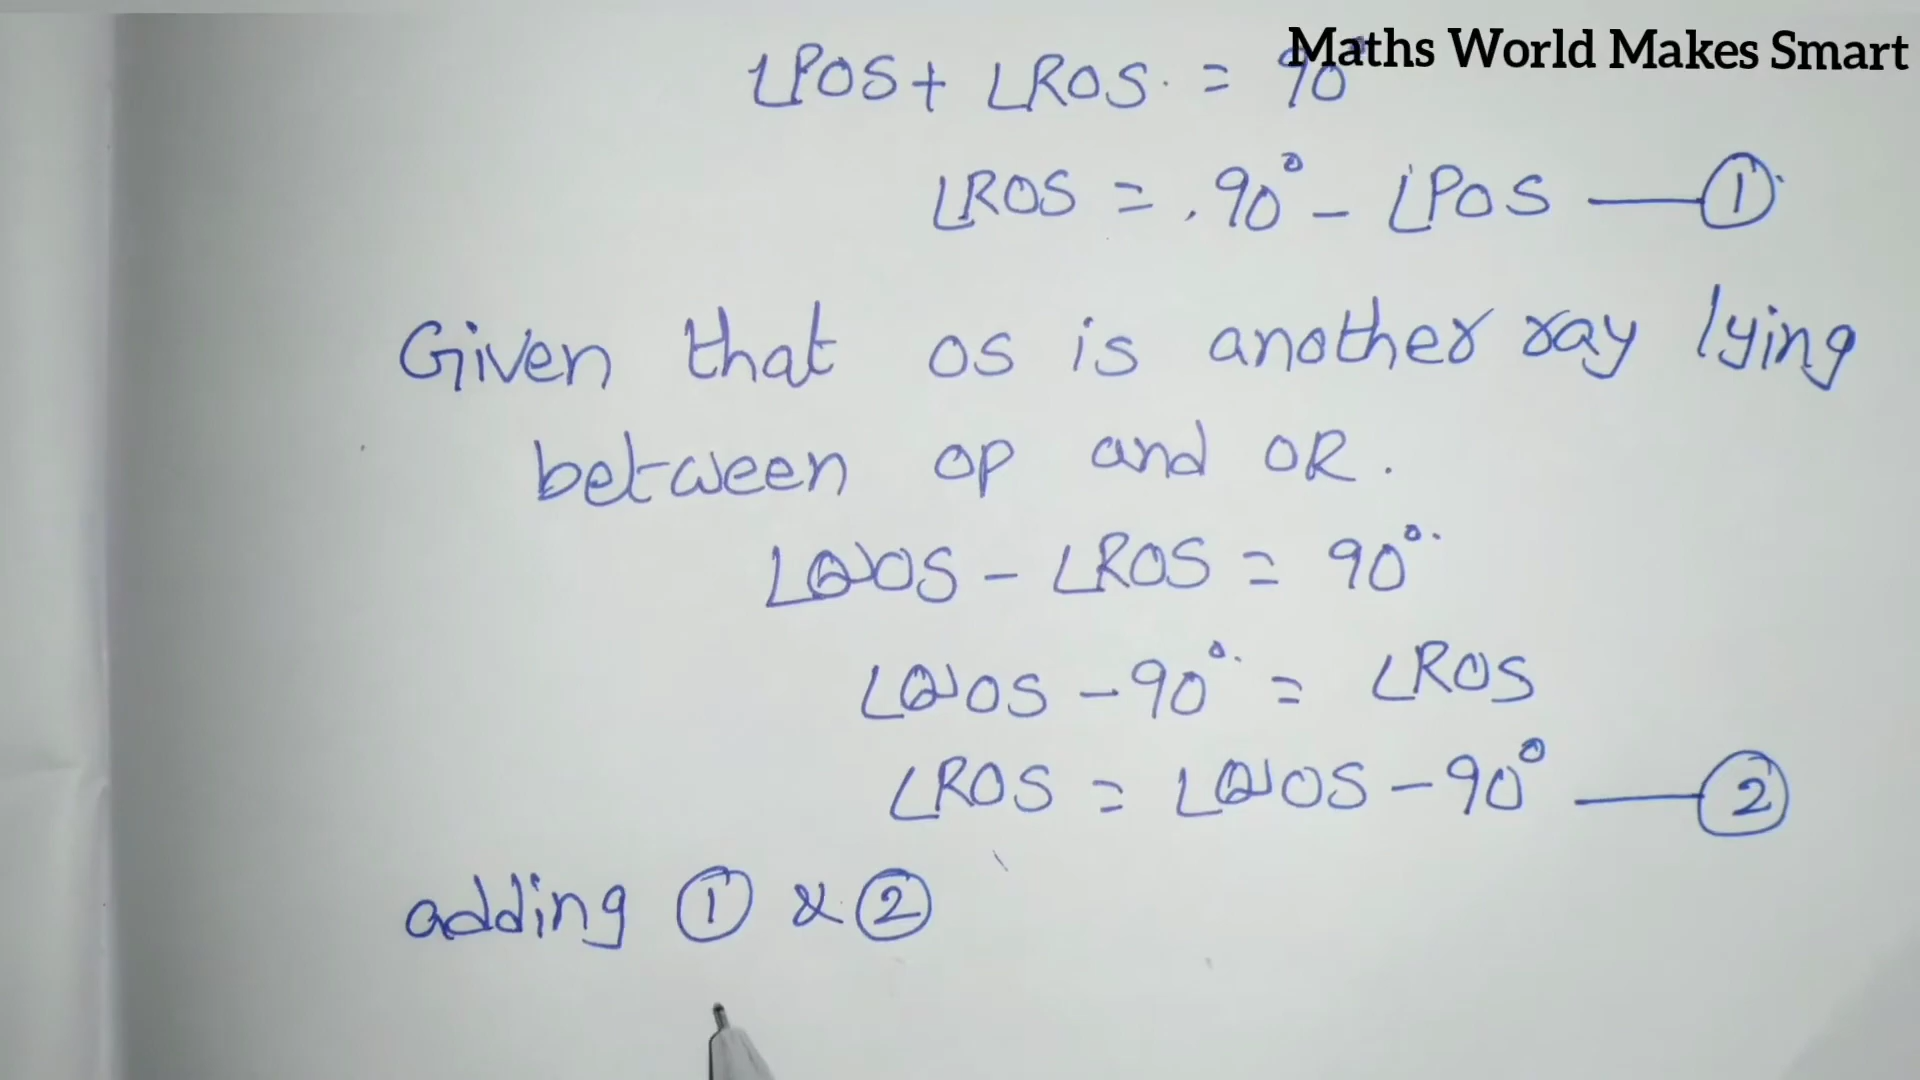 Maths World Makes Smart
∠POS + ∠ROS = 90°
∠ROS = 90° - ∠POS — ①
Given that OS is another ray lying
between OP and OR.
∠QOS - ∠ROS = 90°
∠QOS - 90° = ∠ROS
∠ROS = ∠QOS - 90° — ②
adding ① & ②